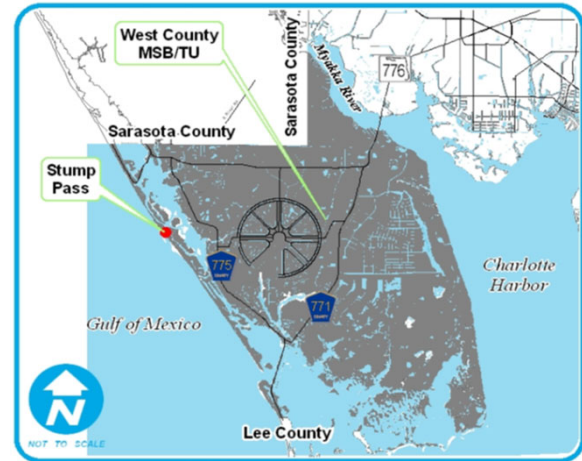 West County
MSB/TU
Sarasota County
Myakka River
776
Sarasota County
Stump
Pass
775
COUNTY
771
COUNTY
Charlotte
Harbor
Gulf of Mexico
N
NOT TO SCALE
Lee County